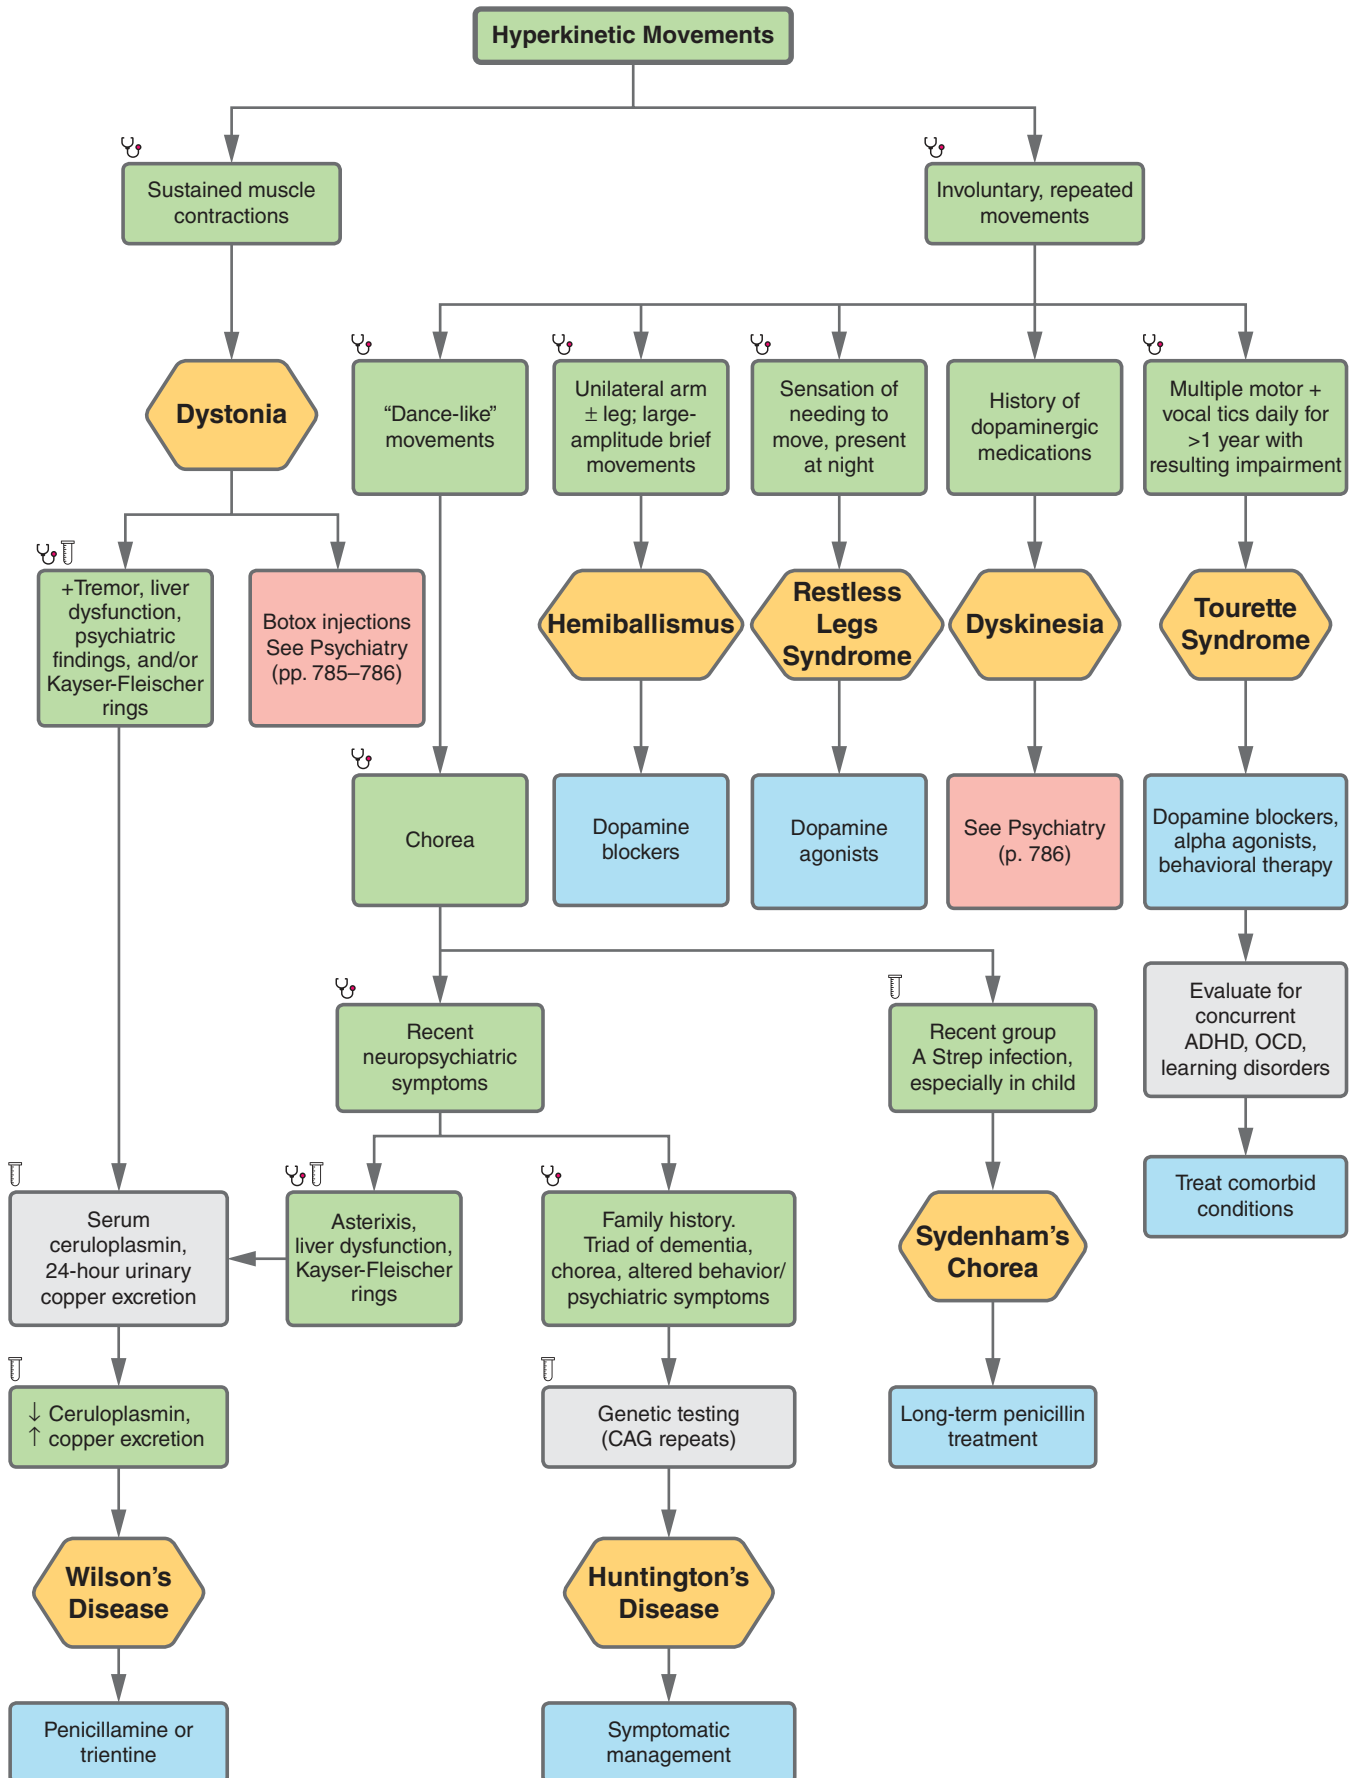 Hyperkinetic Movements
Sustained muscle
contractions
Involuntary, repeated
movements
Dystonia
“Dance-like”
movements
Unilateral arm
± leg; large-
amplitude brief
movements
Sensation of
needing to
move, present
at night
History of
dopaminergic
medications
Multiple motor +
vocal tics daily for
>1 year with
resulting impairment
+Tremor, liver
dysfunction,
psychiatric
findings, and/or
Kayser-Fleischer
rings
Botox injections
See Psychiatry
(pp. 785–786)
Hemiballismus
Restless
Legs
Syndrome
Dyskinesia
Tourette
Syndrome
Chorea
Dopamine
blockers
Dopamine
agonists
See Psychiatry
(p. 786)
Dopamine blockers,
alpha agonists,
behavioral therapy
Recent
neuropsychiatric
symptoms
Recent group
A Strep infection,
especially in child
Evaluate for
concurrent
ADHD, OCD,
learning disorders
Serum
ceruloplasmin,
24-hour urinary
copper excretion
Asterixis,
liver dysfunction,
Kayser-Fleischer
rings
Family history.
Triad of dementia,
chorea, altered behavior/
psychiatric symptoms
Sydenham’s
Chorea
Treat comorbid
conditions
↓ Ceruloplasmin,
↑ copper excretion
Genetic testing
(CAG repeats)
Long-term penicillin
treatment
Wilson’s
Disease
Huntington’s
Disease
Penicillamine or
trientine
Symptomatic
management